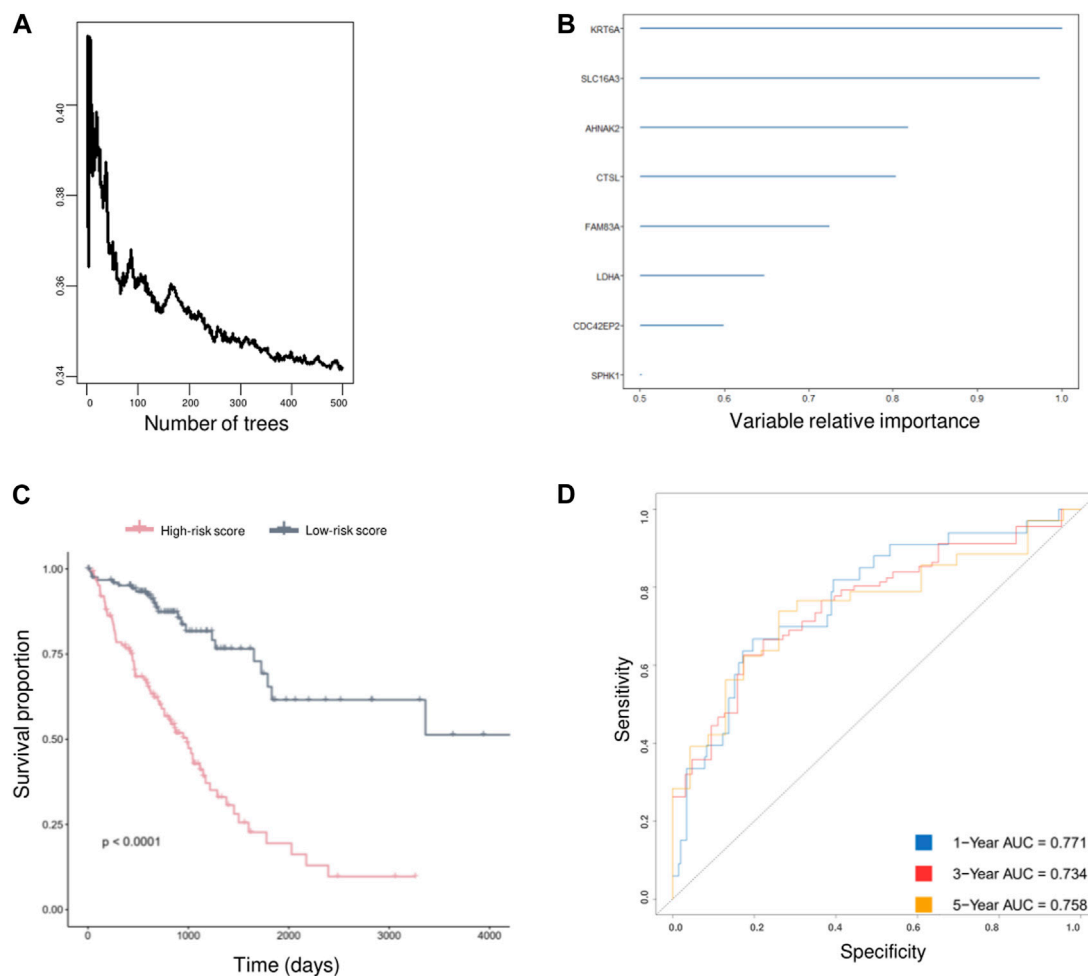 A
0.40
0.38
0.36
0.34
0 100 200 300 400 500
Number of trees
B
KRT6A
SLC16A3
AHNAK2
CTSL
FAM83A
LDHA
CDC42EP2
SPHK1
0.5 0.6 0.7 0.8 0.9 1.0
Variable relative importance
C
High-risk score Low-risk score
Survival proportion
1.00
0.75
0.50
0.25
0.00
p < 0.0001
0 1000 2000 3000 4000
Time (days)
D
Sensitivity
1.0
0.8
0.6
0.4
0.2
0.0
1-Year AUC = 0.771
3-Year AUC = 0.734
5-Year AUC = 0.758
0.0 0.2 0.4 0.6 0.8 1.0
Specificity